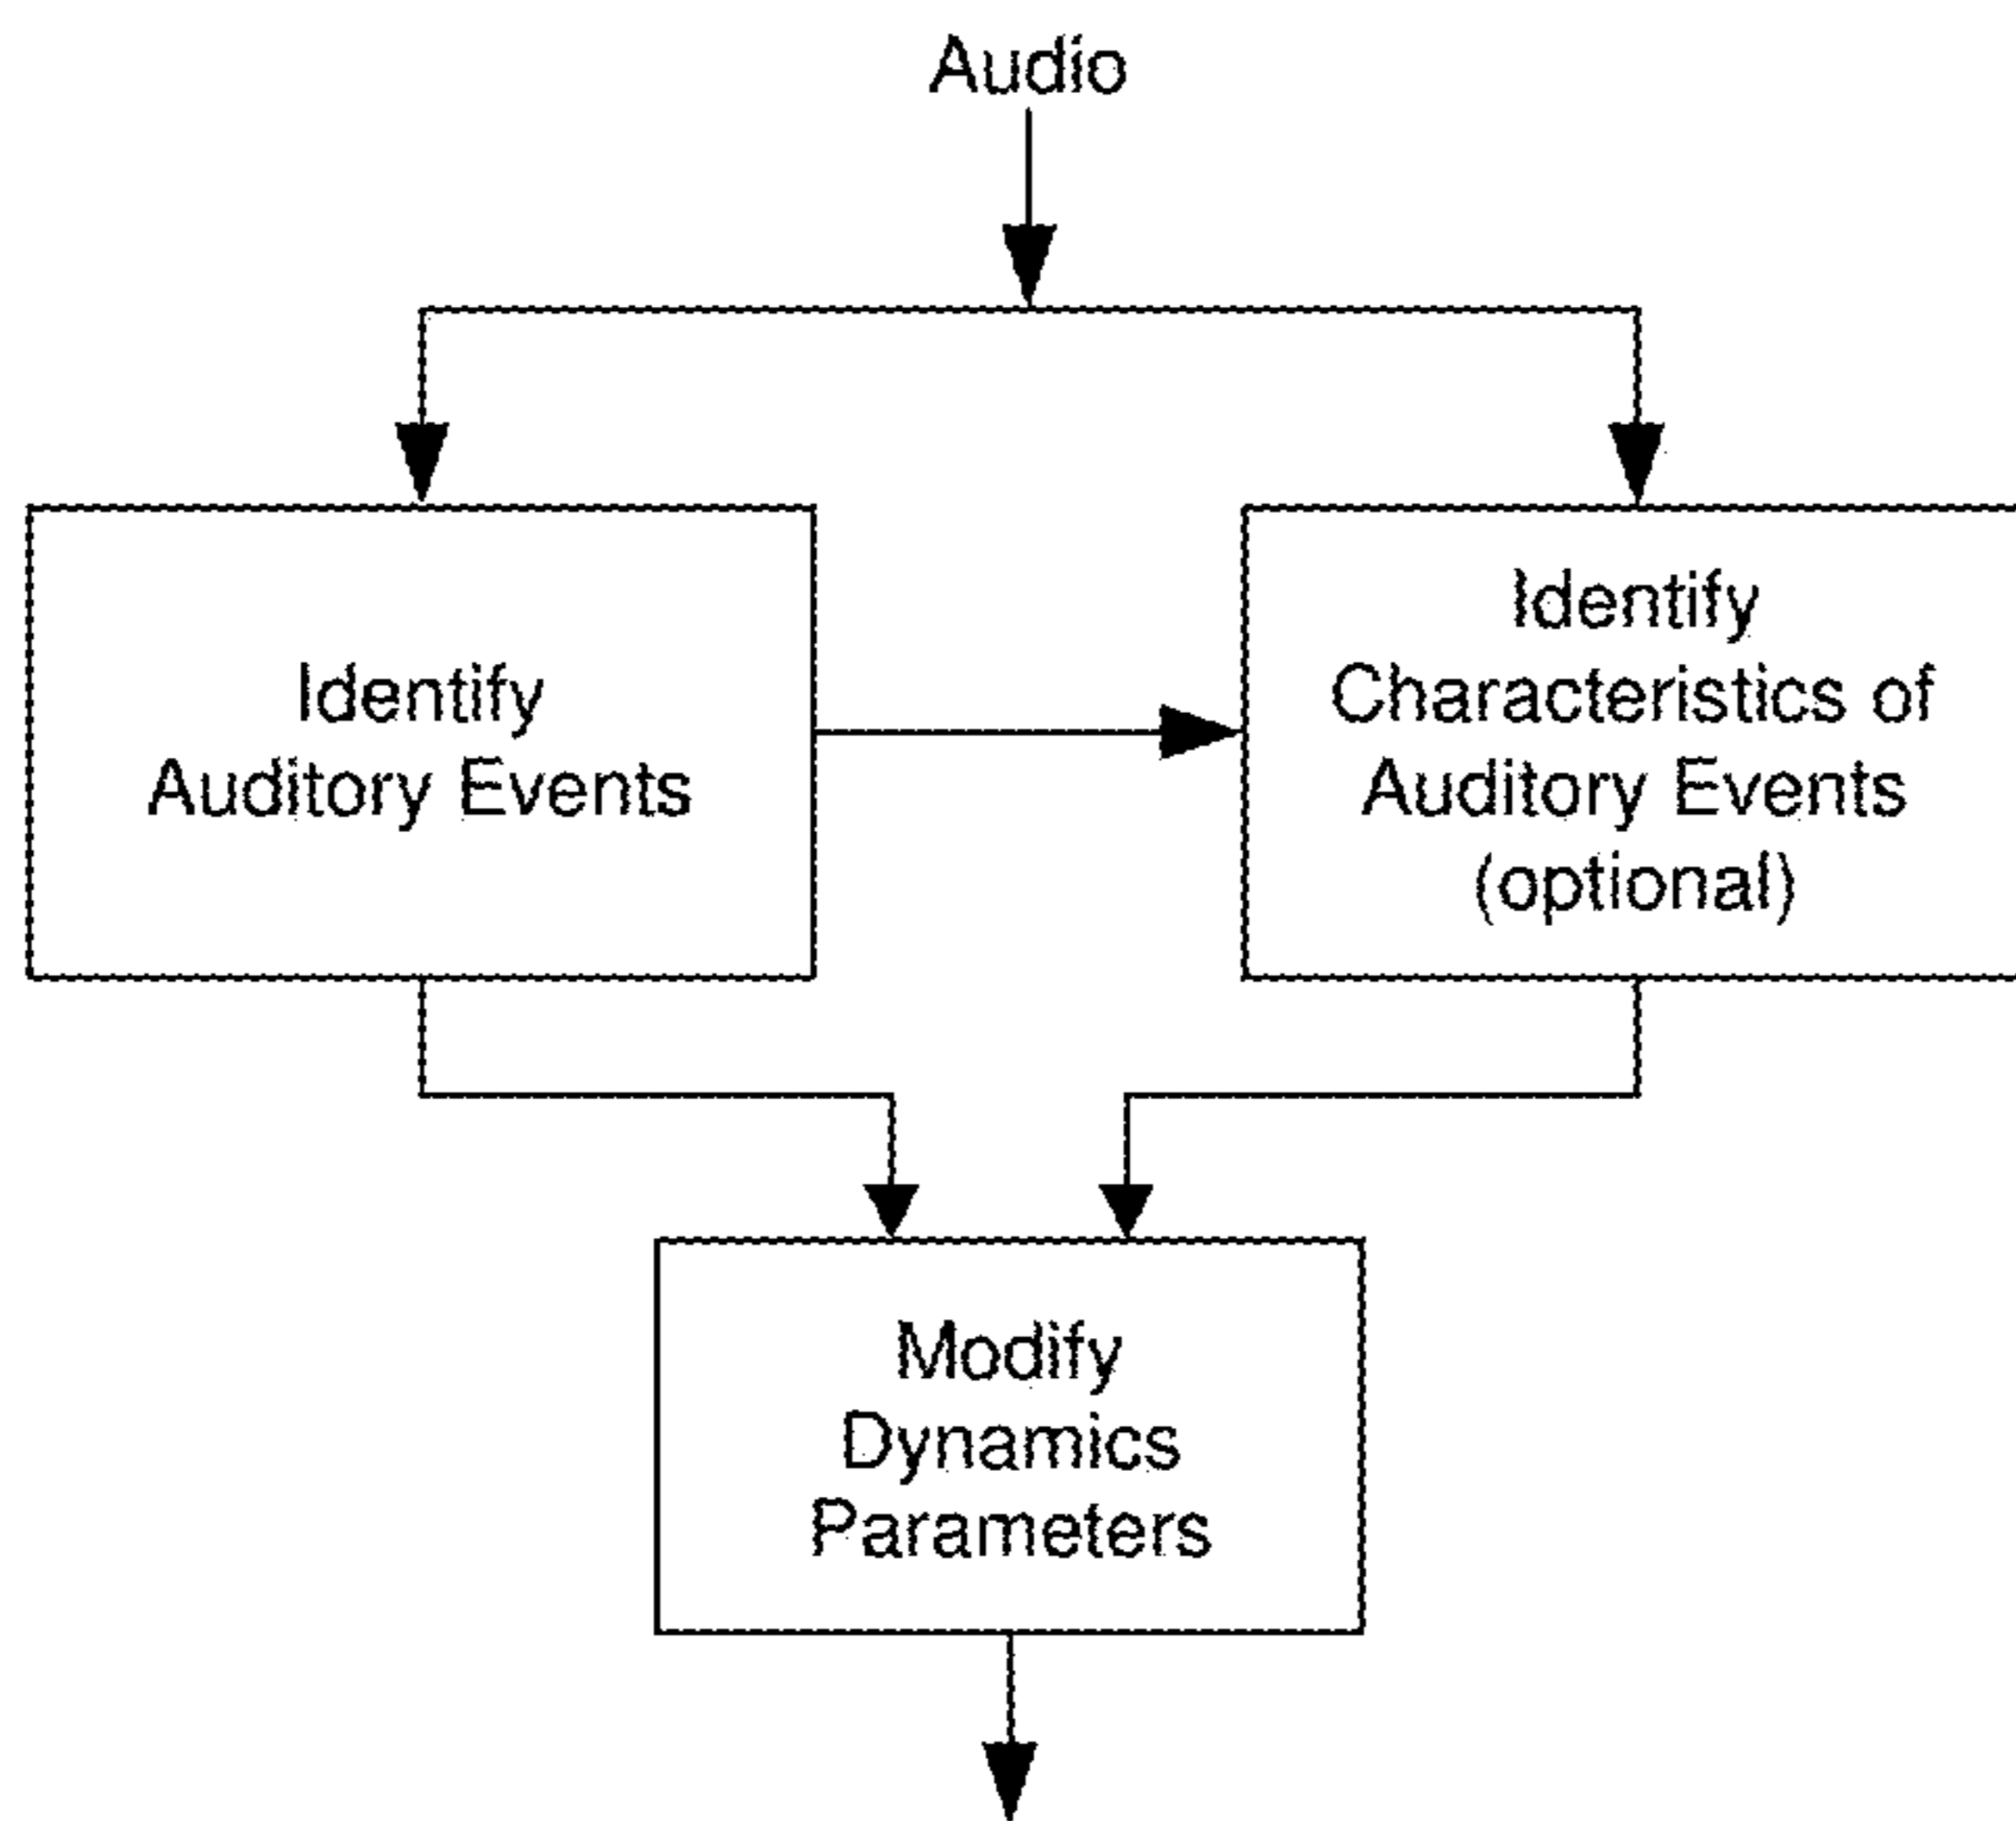 Audio
Identify
Auditory Events
Identify
Characteristics of
Auditory Events
(optional)
Modify
Dynamics
Parameters